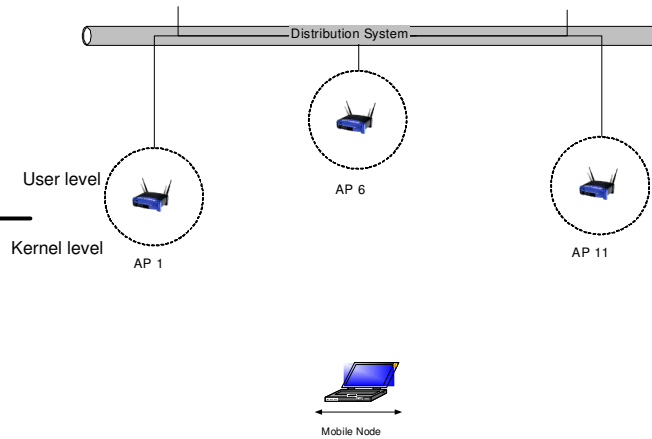 Distribution System
AP 6
User level
AP 11
Kernel level
AP 1
Mobile Node